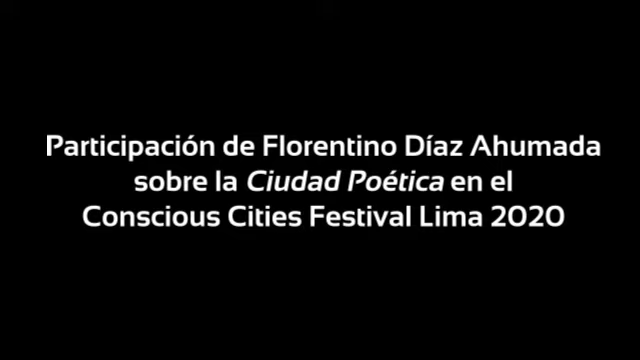 Participación de Florentino Díaz Ahumada
sobre la Ciudad Poética en el
Conscious Cities Festival Lima 2020